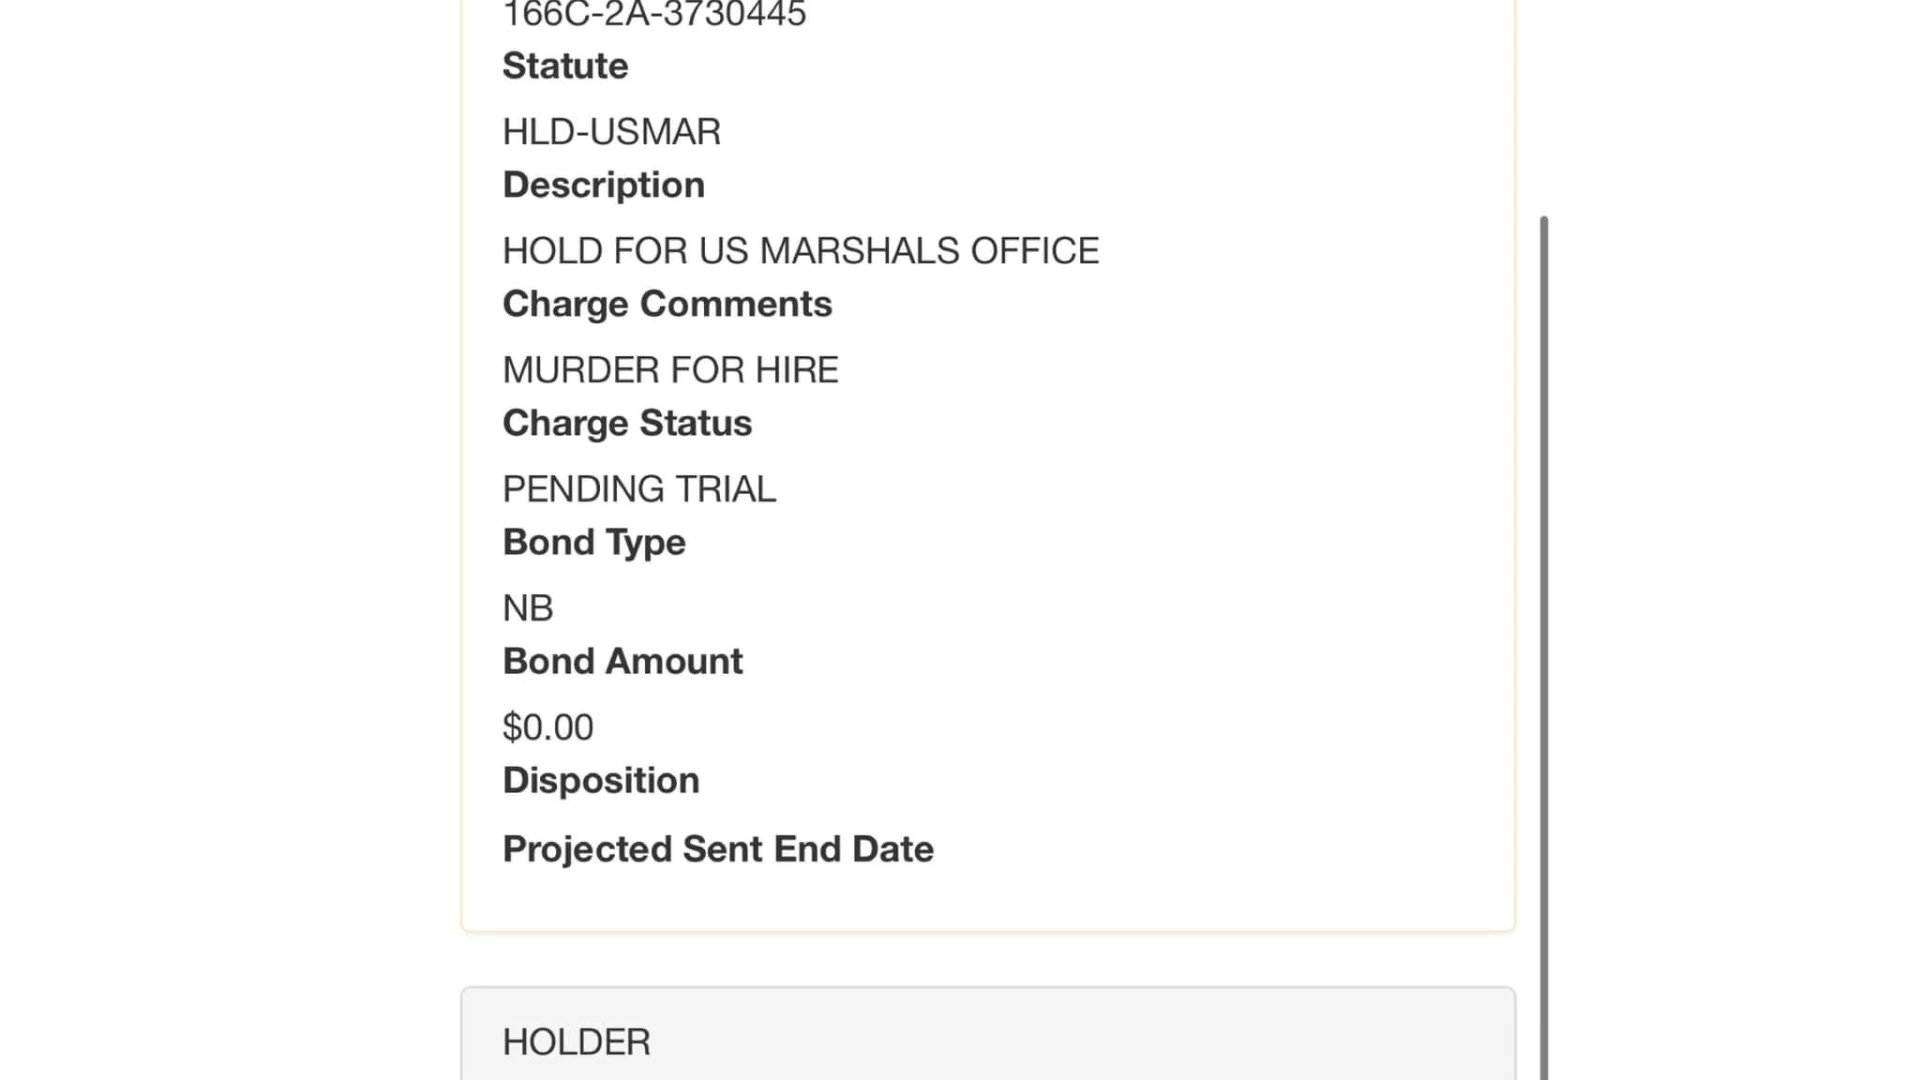 166C-2A-3730445
Statute
HLD-USMAR
Description
HOLD FOR US MARSHALS OFFICE
Charge Comments
MURDER FOR HIRE
Charge Status
PENDING TRIAL
Bond Type
NB
Bond Amount
$0.00
Disposition
Projected Sent End Date
HOLDER